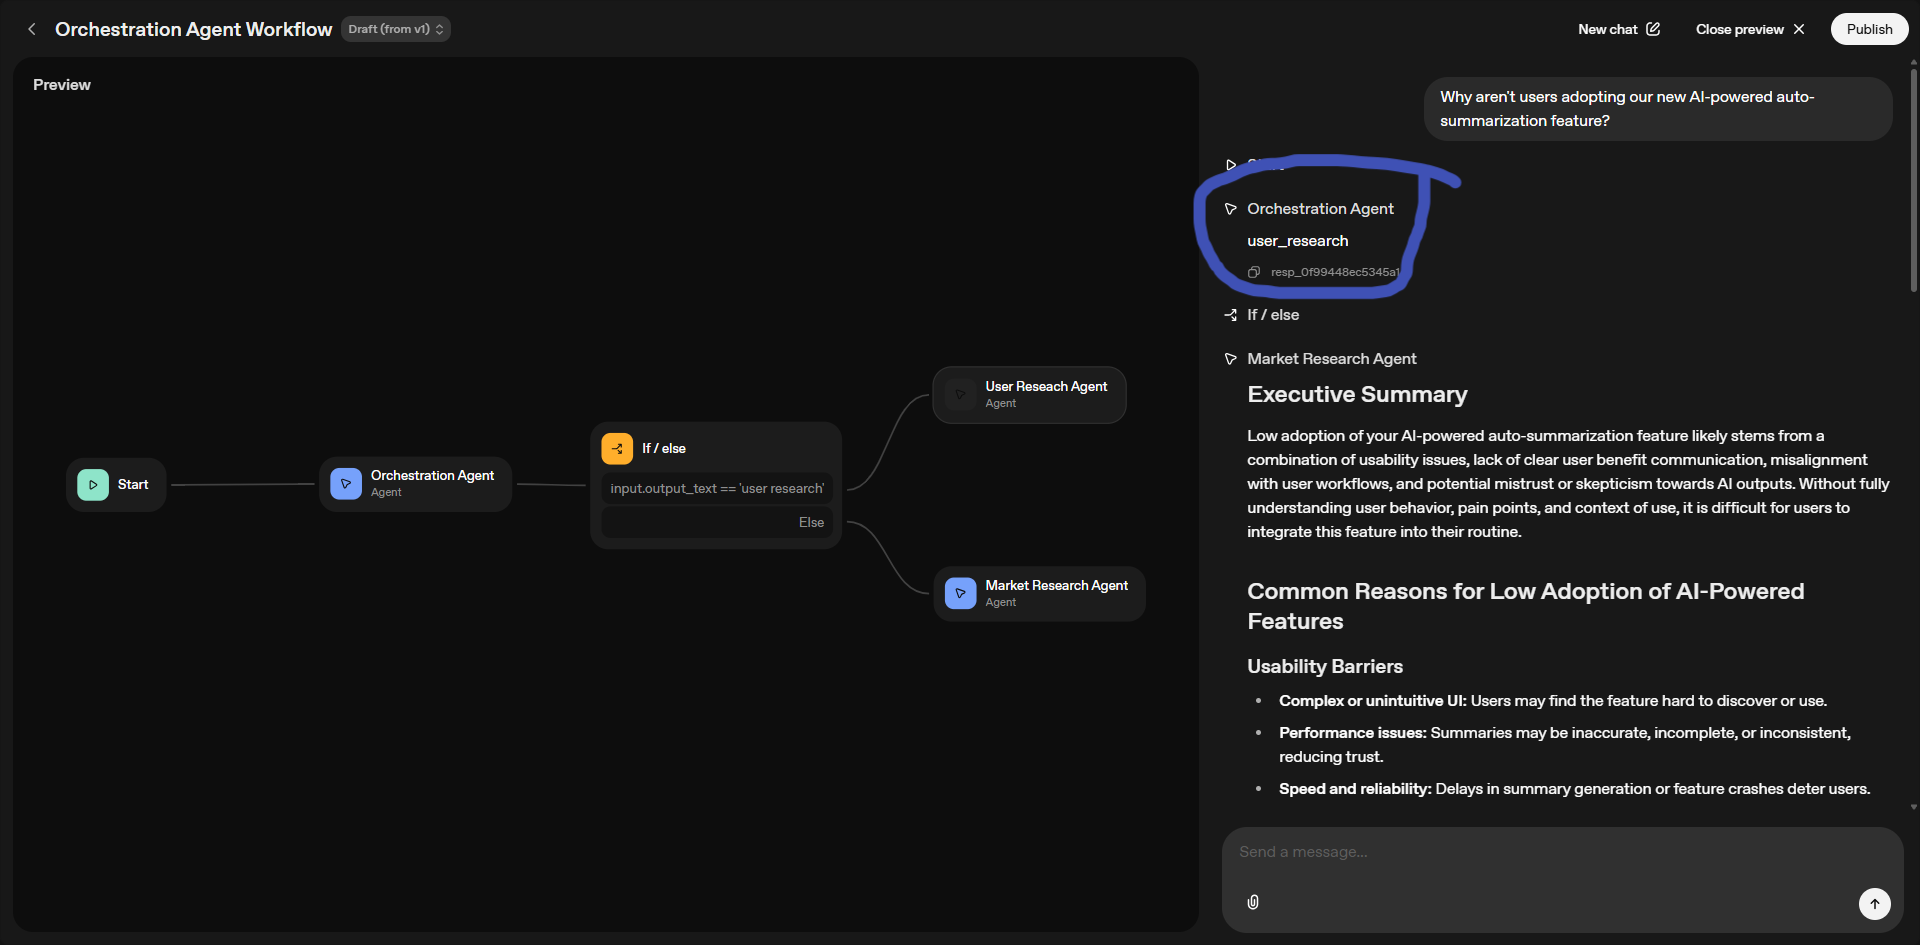 Orchestration Agent Workflow
Draft (from v1)
New chat
Close preview
Publish
Preview
Start
Orchestration Agent
Agent
If / else
input.output_text == 'user research'
Else
User Reseach Agent
Agent
Market Research Agent
Agent
Why aren't users adopting our new AI-powered auto-
summarization feature?
Orchestration Agent
user_research
resp_0f99448ec5345a1
If / else
Market Research Agent
Executive Summary
Low adoption of your AI-powered auto-summarization feature likely stems from a
combination of usability issues, lack of clear user benefit communication, misalignment
with user workflows, and potential mistrust or skepticism towards AI outputs. Without fully
understanding user behavior, pain points, and context of use, it is difficult for users to
integrate this feature into their routine.
Common Reasons for Low Adoption of AI-Powered
Features
Usability Barriers
• Complex or unintuitive UI: Users may find the feature hard to discover or use.
• Performance issues: Summaries may be inaccurate, incomplete, or inconsistent,
reducing trust.
• Speed and reliability: Delays in summary generation or feature crashes deter users.
Send a message...